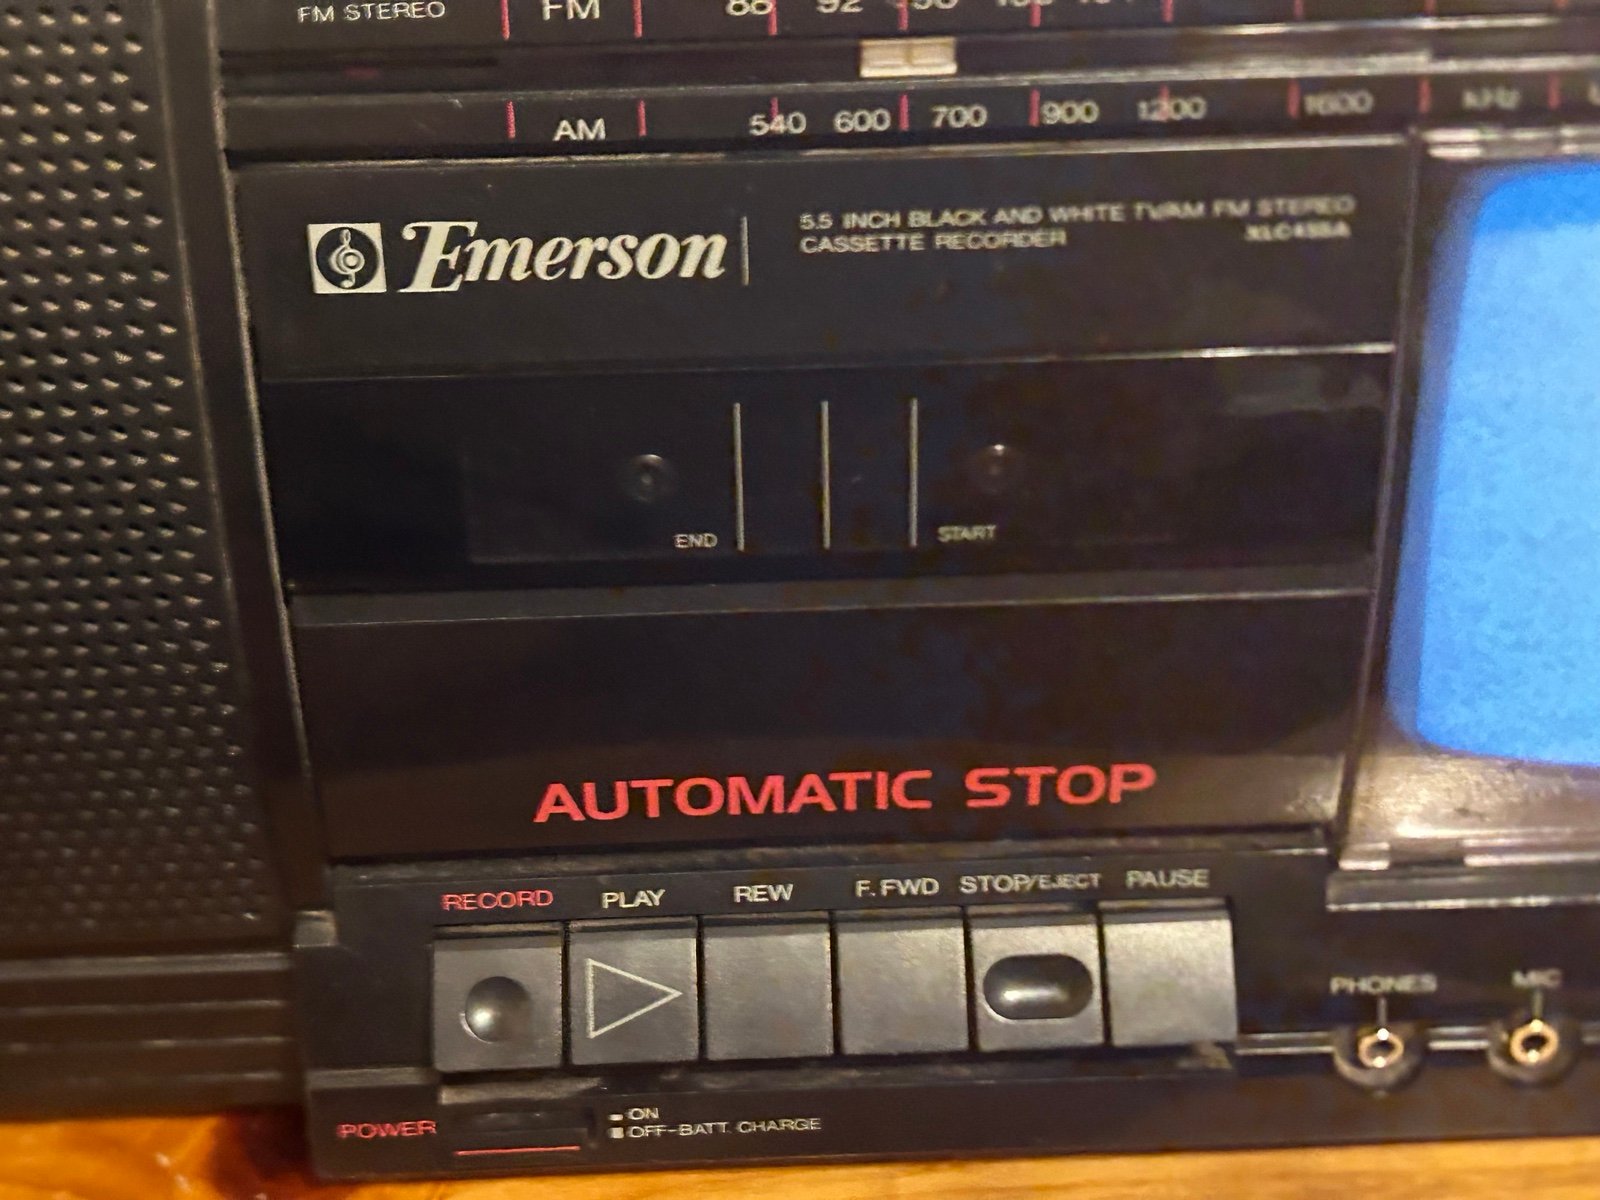 FM STEREO FM 88 92
AM 540 600 700 900 1200 1600 kHz
Emerson
5.5 INCH BLACK AND WHITE TV/AM FM STEREO
CASSETTE RECORDER
END START
AUTOMATIC STOP
RECORD PLAY REW F. FWD STOP/EJECT PAUSE
PHONES MIC
POWER
ON
OFF-BATT. CHARGE